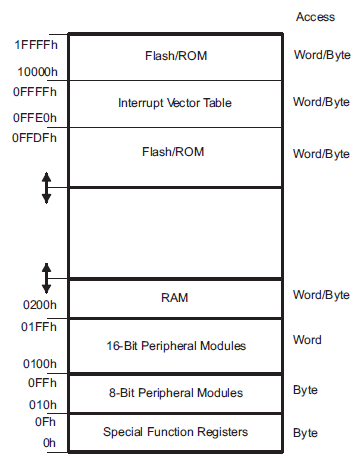 Access
1FFFFh
Flash/ROM
Word/Byte
10000h
0FFFFh
Interrupt Vector Table
Word/Byte
0FFE0h
0FFDFh
Flash/ROM
Word/Byte
RAM
Word/Byte
0200h
01FFh
16-Bit Peripheral Modules
Word
0100h
0FFh
8-Bit Peripheral Modules
Byte
010h
0Fh
Special Function Registers
Byte
0h